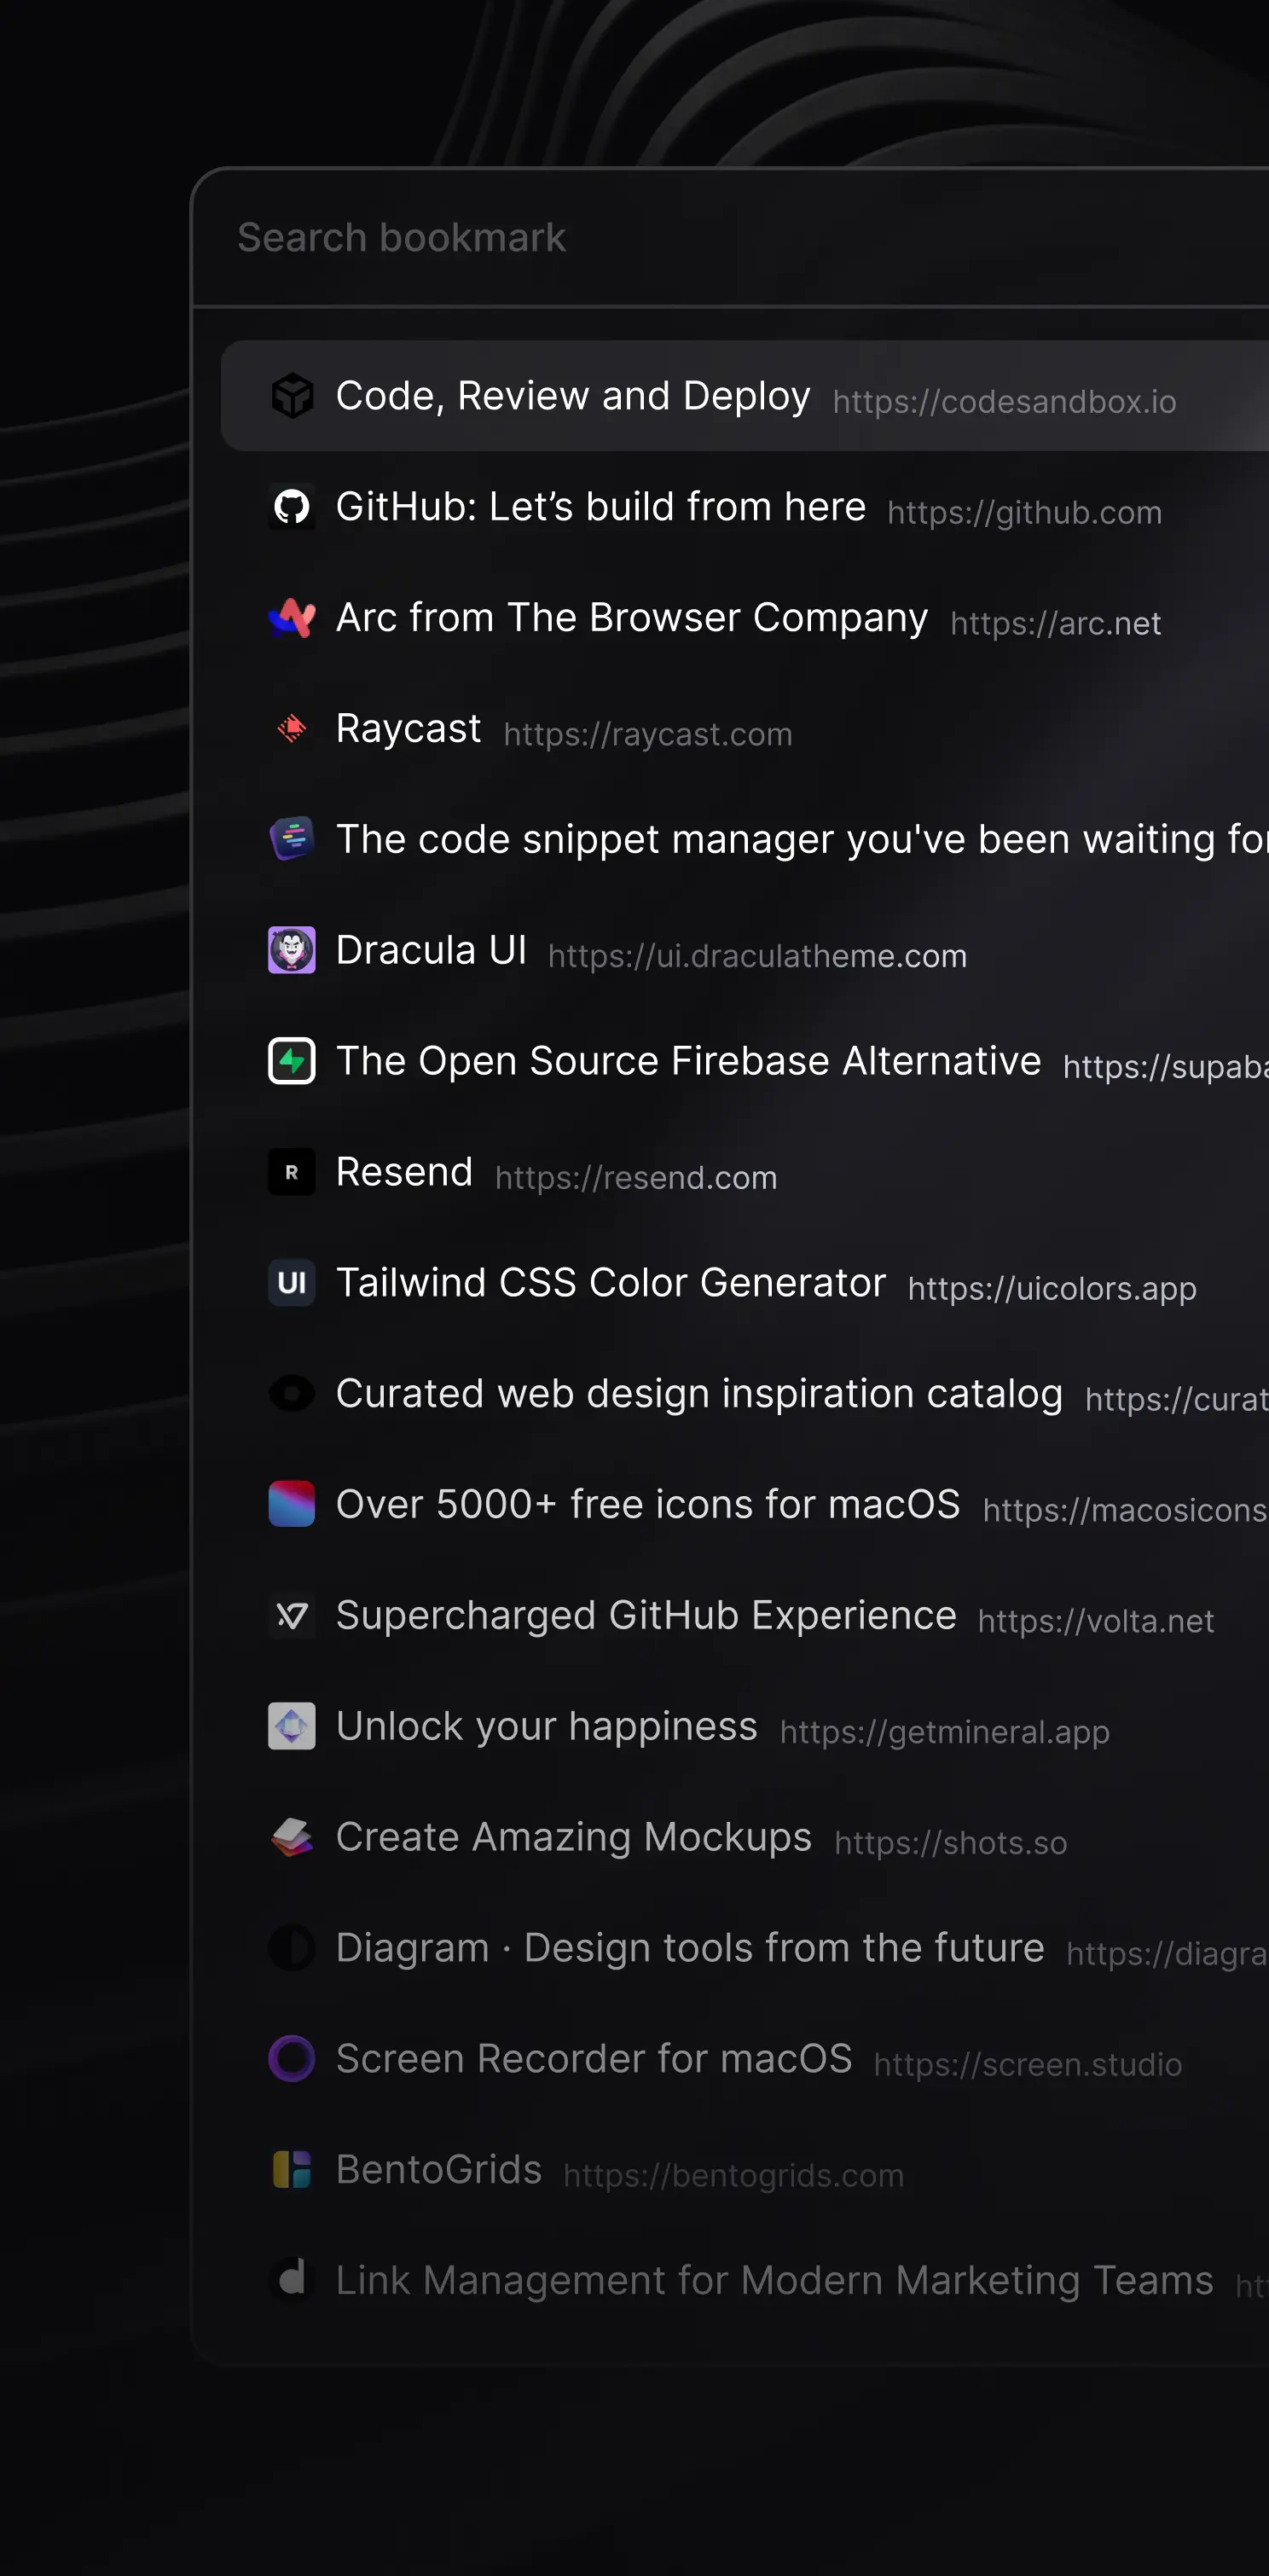 Search bookmark
Code, Review and Deploy https://codesandbox.io
GitHub: Let’s build from here https://github.com
Arc from The Browser Company https://arc.net
Raycast https://raycast.com
The code snippet manager you've been waiting for
Dracula UI https://ui.draculatheme.com
The Open Source Firebase Alternative https://supaba
R Resend https://resend.com
UI Tailwind CSS Color Generator https://uicolors.app
Curated web design inspiration catalog https://curat
Over 5000+ free icons for macOS https://macosicons
Supercharged GitHub Experience https://volta.net
Unlock your happiness https://getmineral.app
Create Amazing Mockups https://shots.so
Diagram · Design tools from the future https://diagra
Screen Recorder for macOS https://screen.studio
BentoGrids https://bentogrids.com
d Link Management for Modern Marketing Teams ht